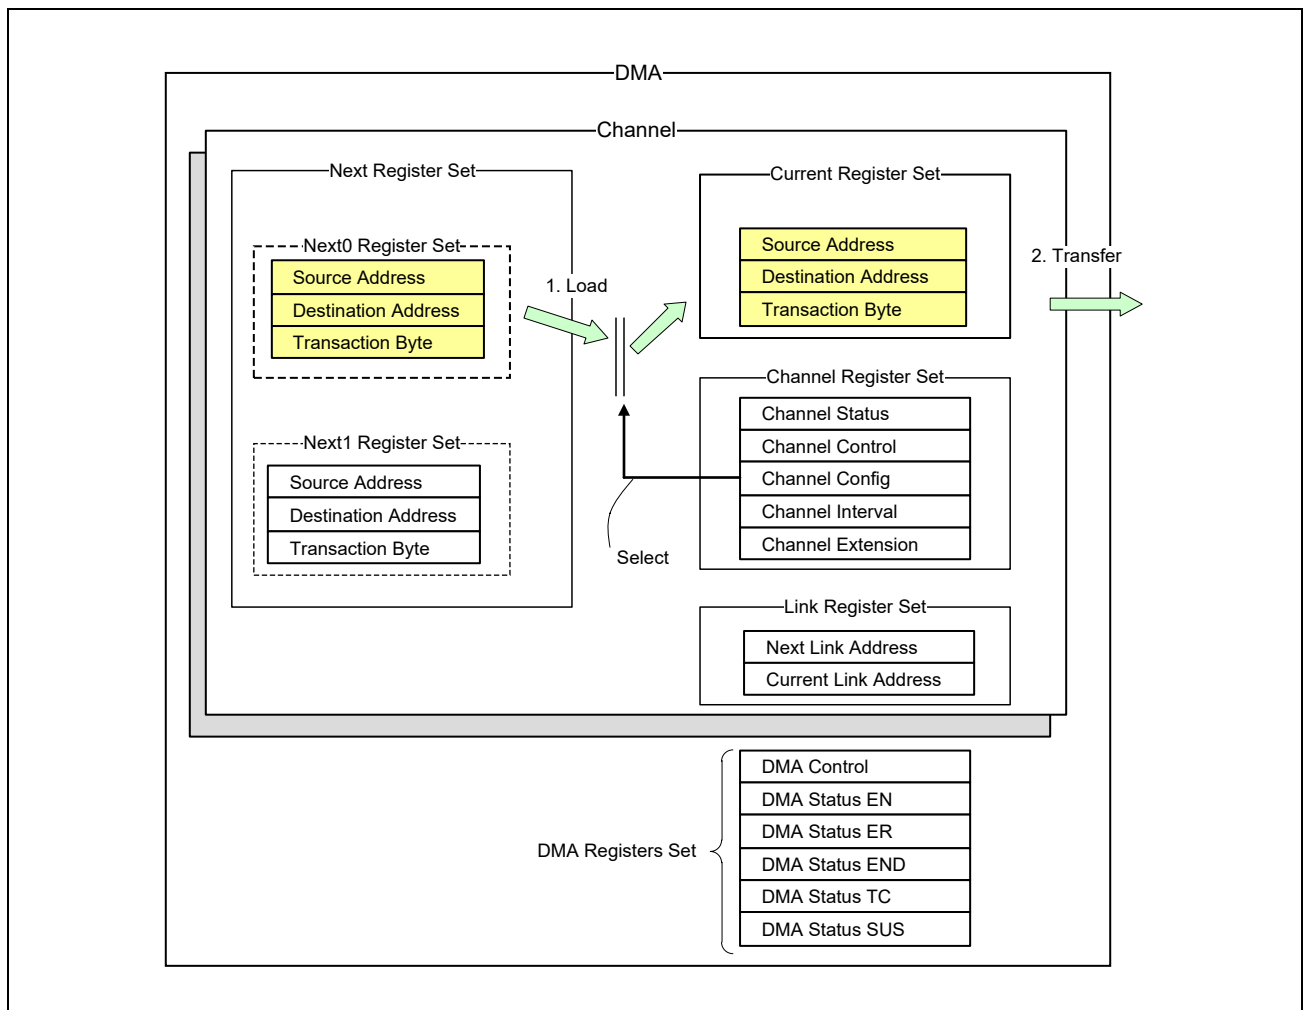 DMA
Channel
Next Register Set
Next0 Register Set
Source Address
Destination Address
Transaction Byte
Next1 Register Set
Source Address
Destination Address
Transaction Byte
1. Load
Select
Current Register Set
Source Address
Destination Address
Transaction Byte
2. Transfer
Channel Register Set
Channel Status
Channel Control
Channel Config
Channel Interval
Channel Extension
Link Register Set
Next Link Address
Current Link Address
DMA Registers Set
DMA Control
DMA Status EN
DMA Status ER
DMA Status END
DMA Status TC
DMA Status SUS